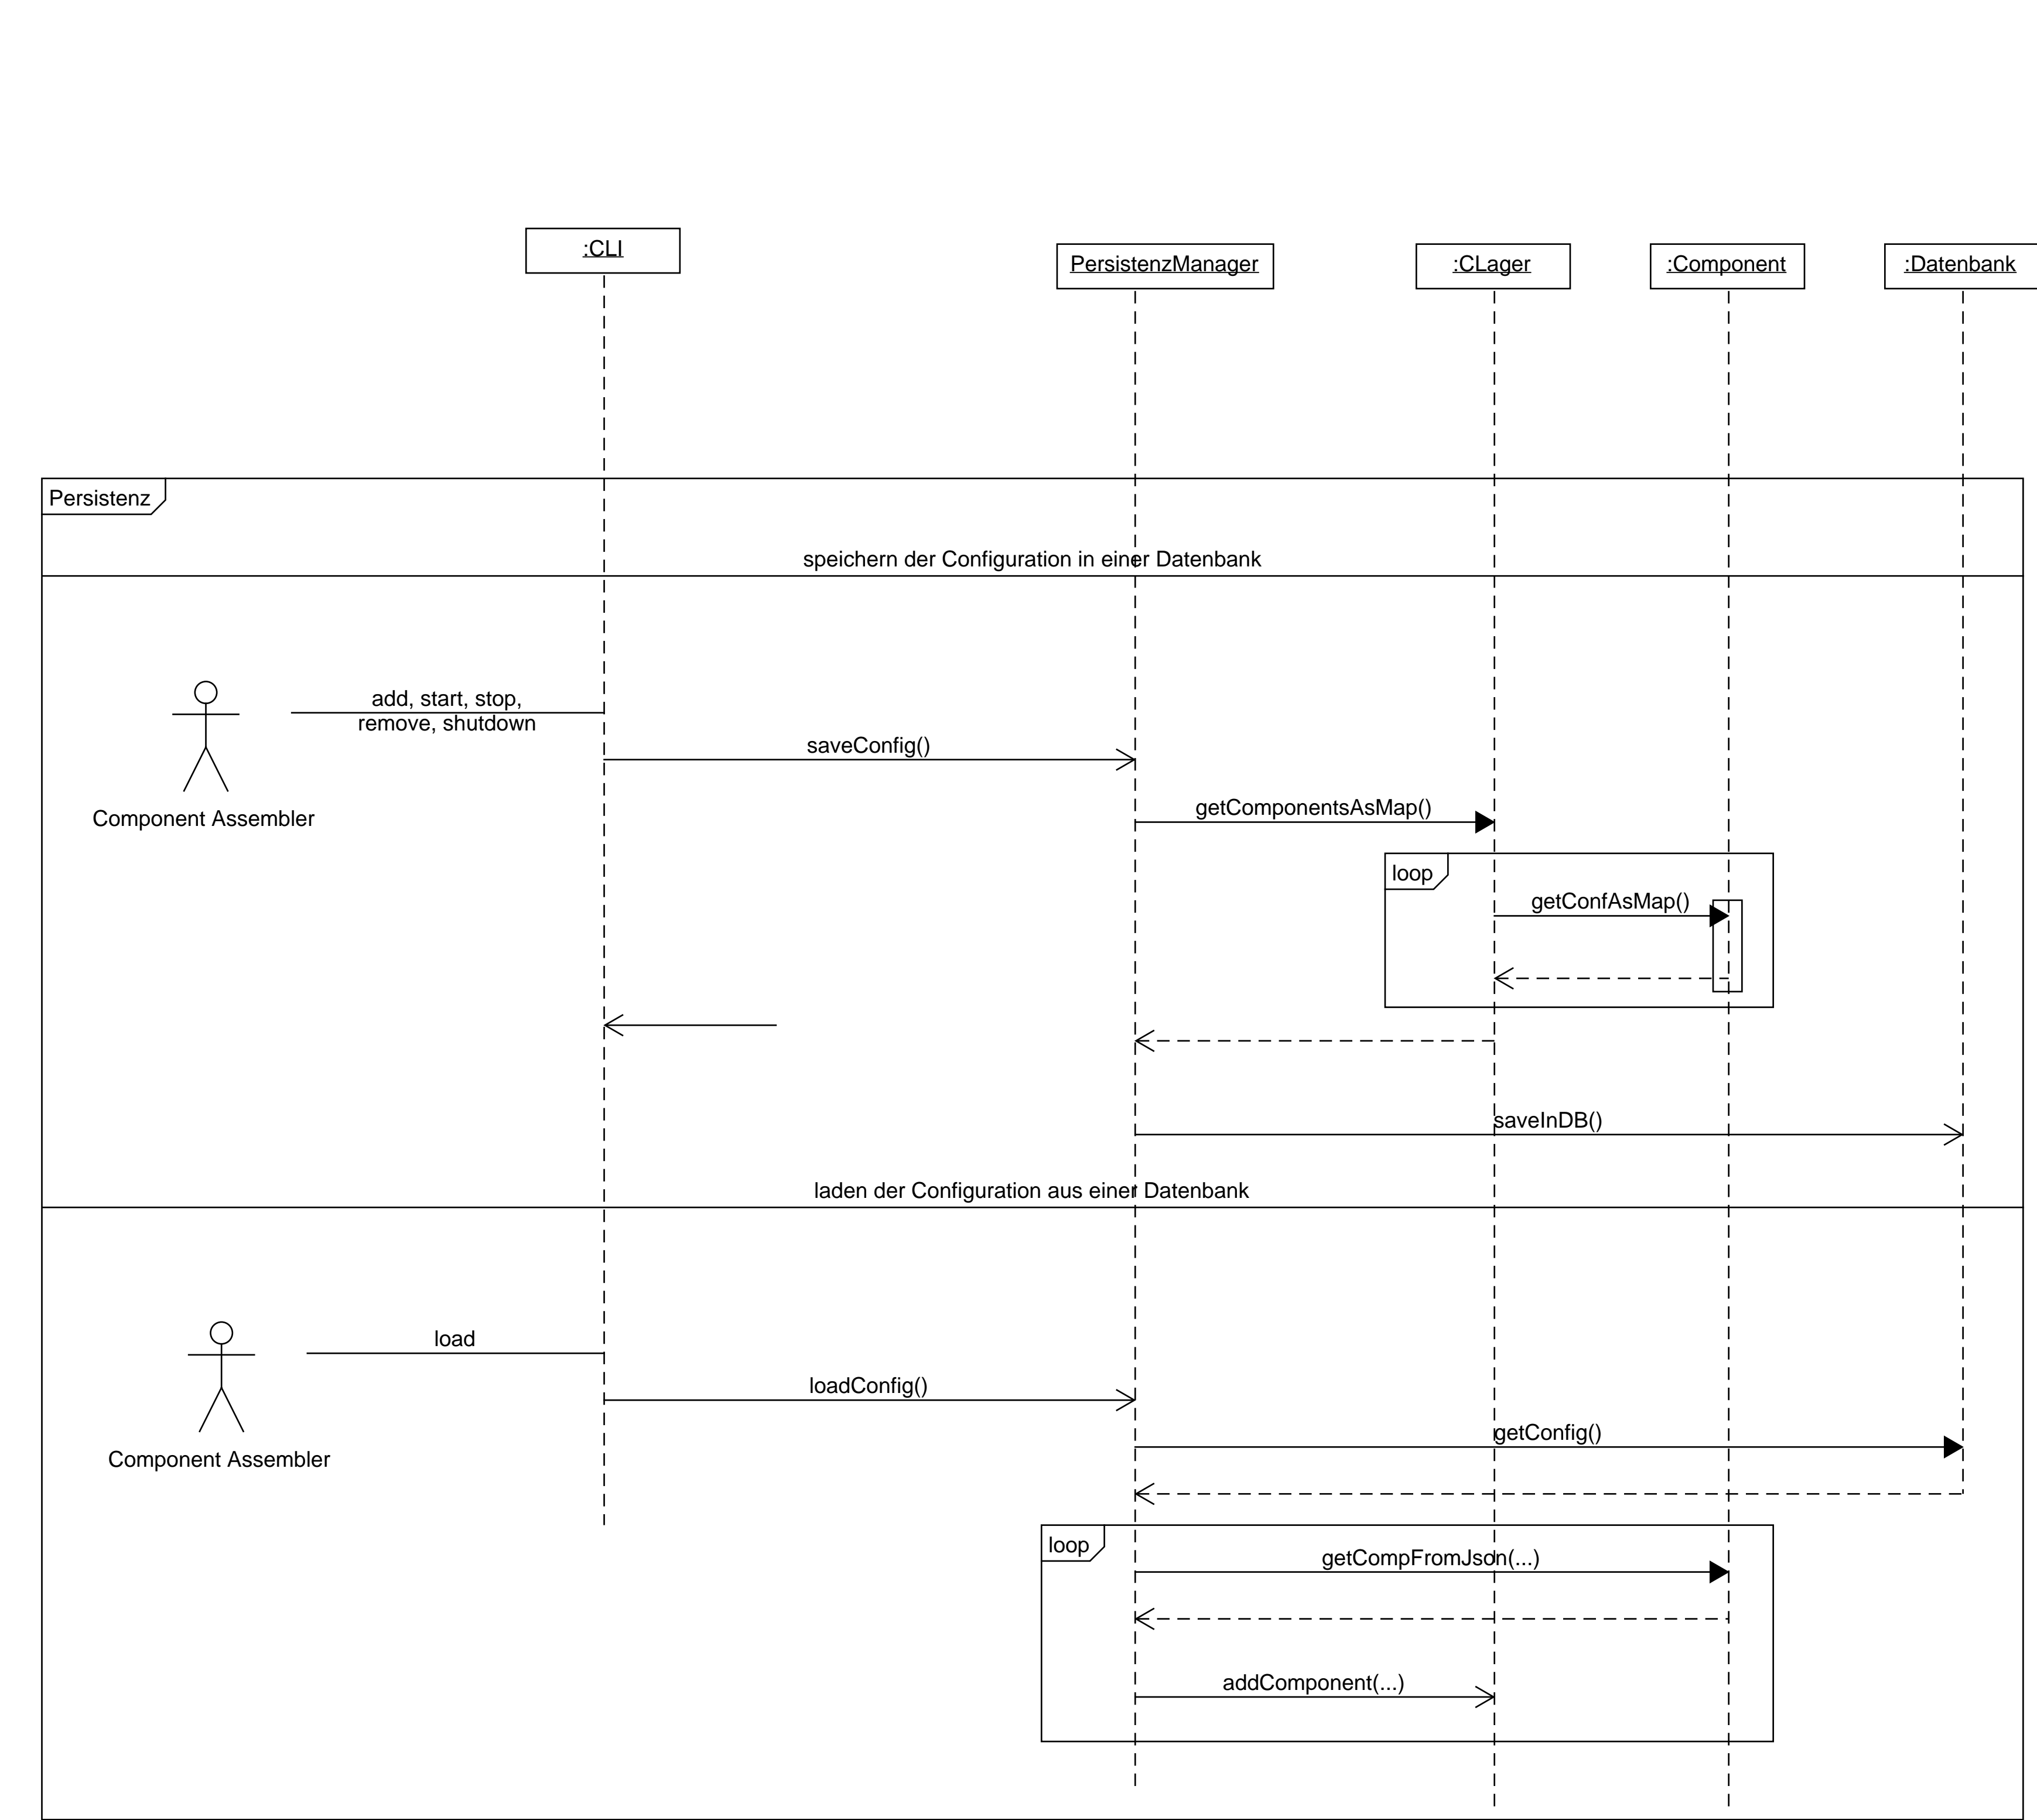 :CLI
PersistenzManager
:CLager
:Component
:Datenbank
Persistenz
speichern der Configuration in einer Datenbank
add, start, stop,
remove, shutdown
saveConfig()
getComponentsAsMap()
Component Assembler
loop
getConfAsMap()
saveInDB()
laden der Configuration aus einer Datenbank
load
loadConfig()
getConfig()
Component Assembler
loop
getCompFromJson(...)
addComponent(...)